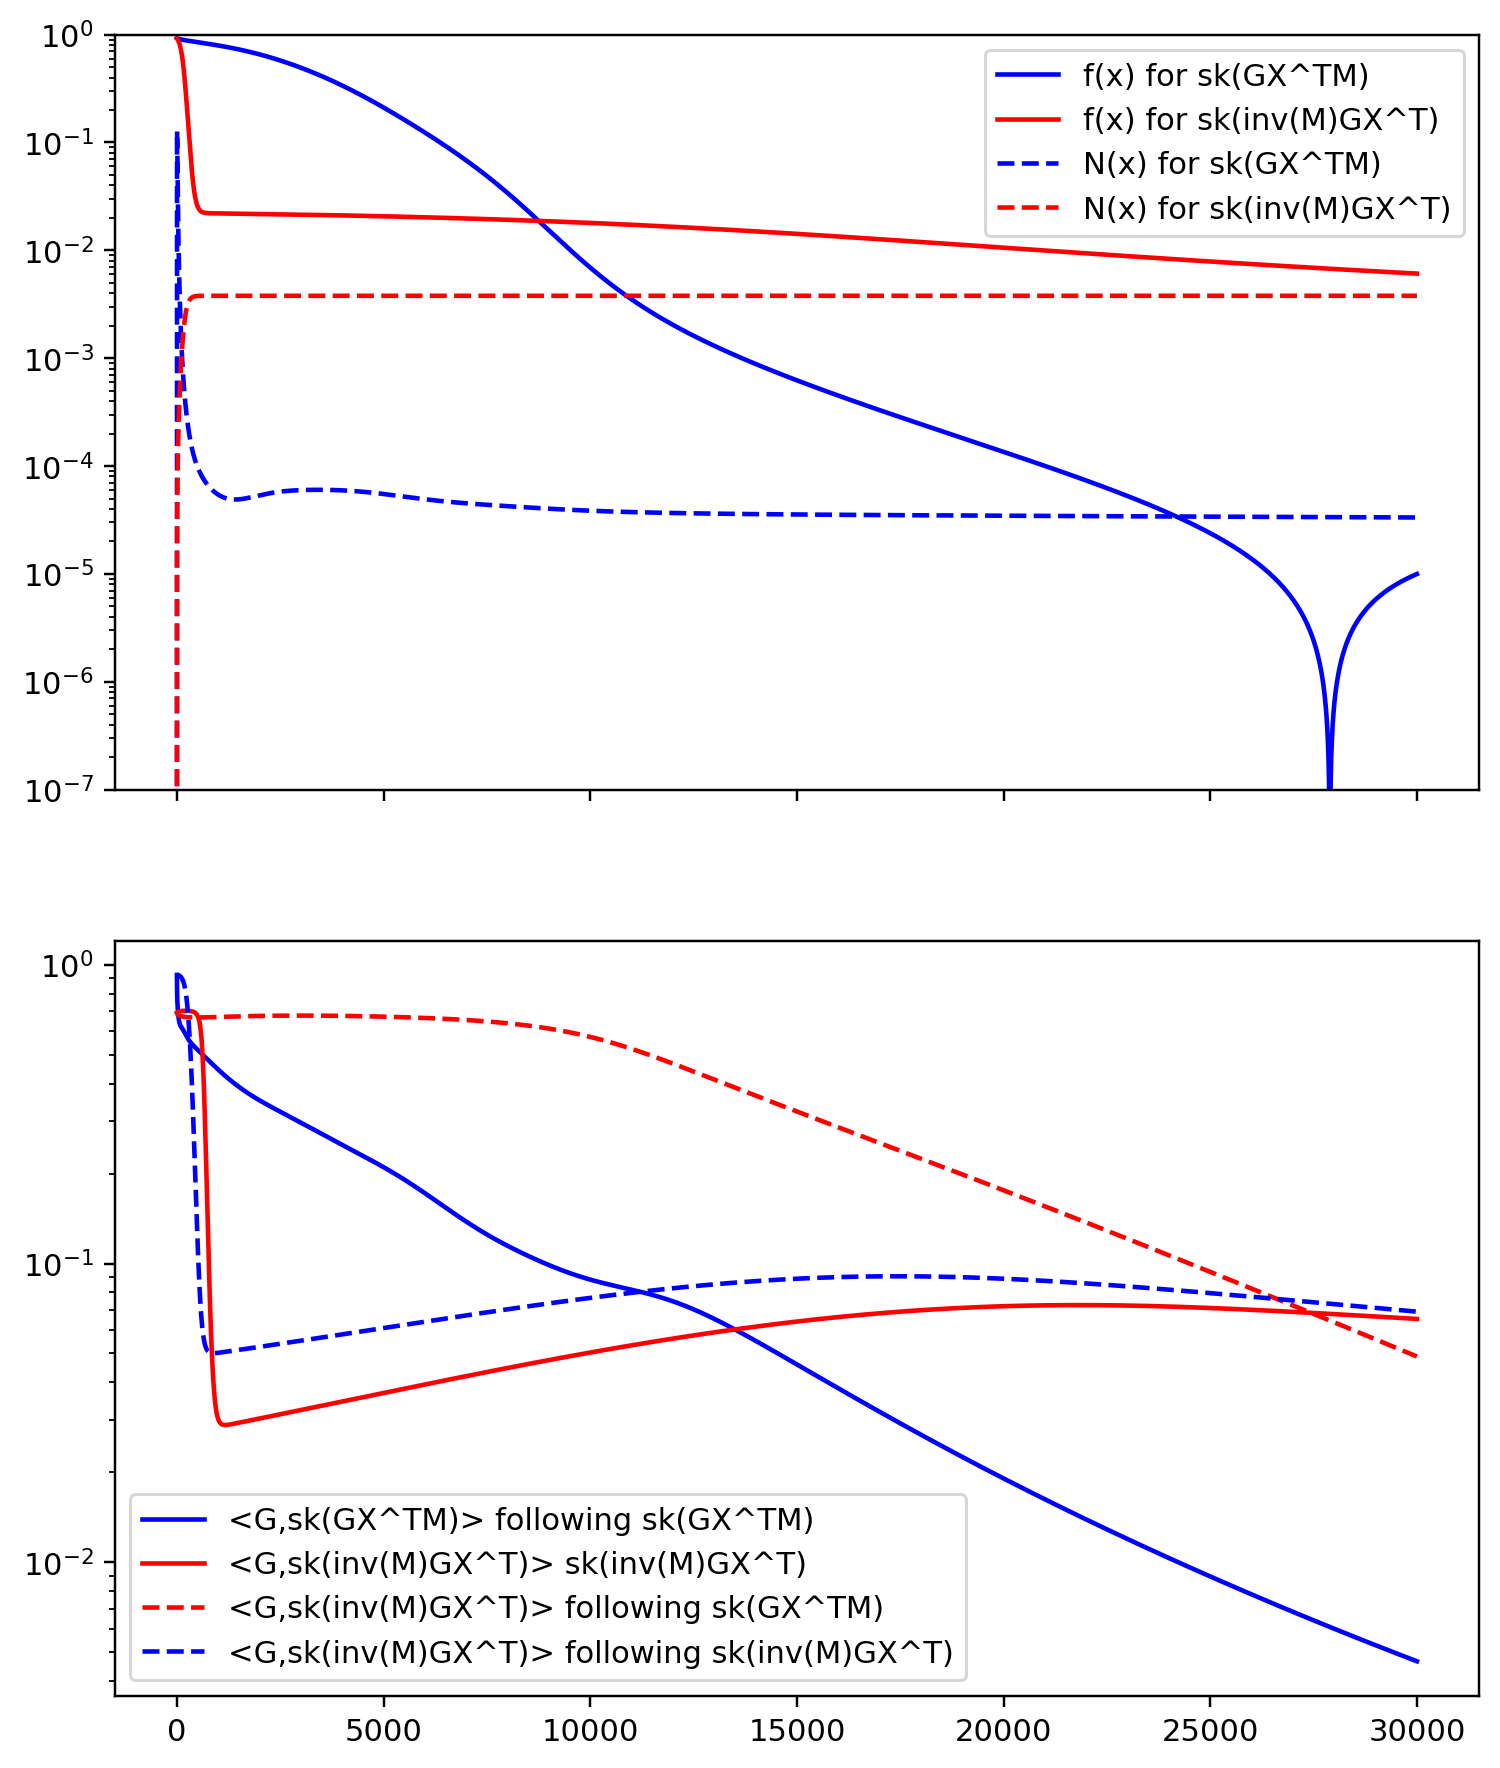 10^0
10^-1
10^-2
10^-3
10^-4
10^-5
10^-6
10^-7
f(x) for sk(GX^TM)
f(x) for sk(inv(M)GX^T)
N(x) for sk(GX^TM)
N(x) for sk(inv(M)GX^T)
10^0
10^-1
10^-2
<G,sk(GX^TM)> following sk(GX^TM)
<G,sk(inv(M)GX^T)> sk(inv(M)GX^T)
<G,sk(inv(M)GX^T)> following sk(GX^TM)
<G,sk(inv(M)GX^T)> following sk(inv(M)GX^T)
0 5000 10000 15000 20000 25000 30000